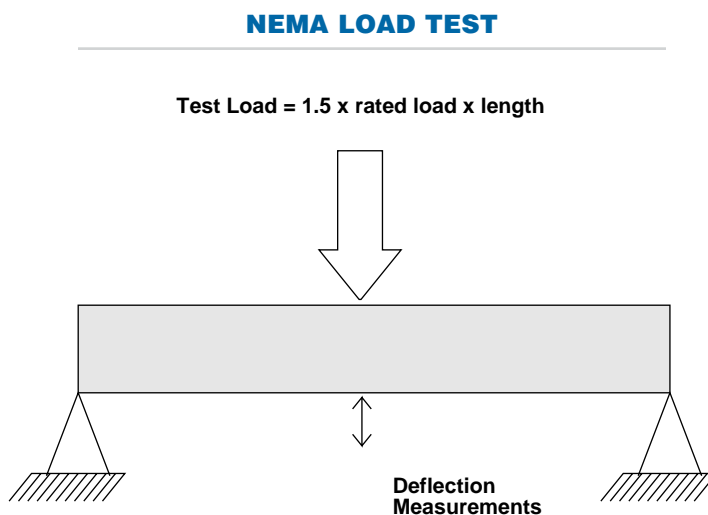 NEMA LOAD TEST
Test Load = 1.5 x rated load x length
Deflection
Measurements